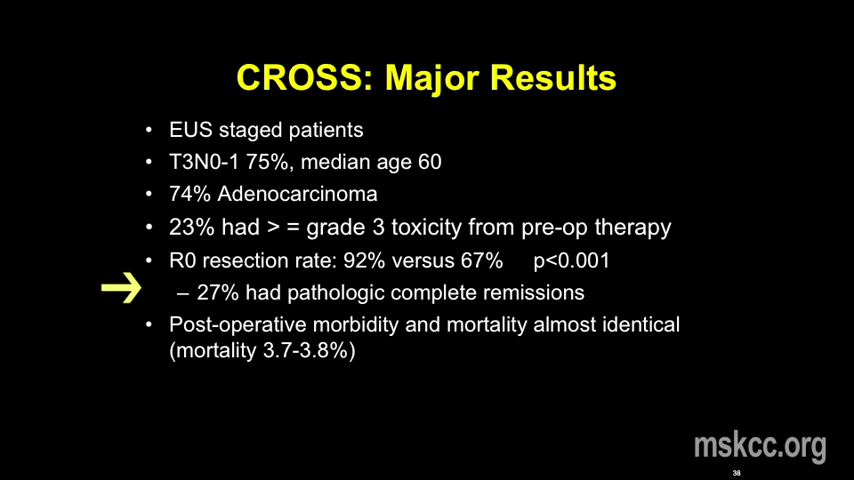 CROSS: Major Results
• EUS staged patients
• T3N0-1 75%, median age 60
• 74% Adenocarcinoma
• 23% had > = grade 3 toxicity from pre-op therapy
• R0 resection rate: 92% versus 67% p<0.001
– 27% had pathologic complete remissions
• Post-operative morbidity and mortality almost identical
(mortality 3.7-3.8%)
mskcc.org
38